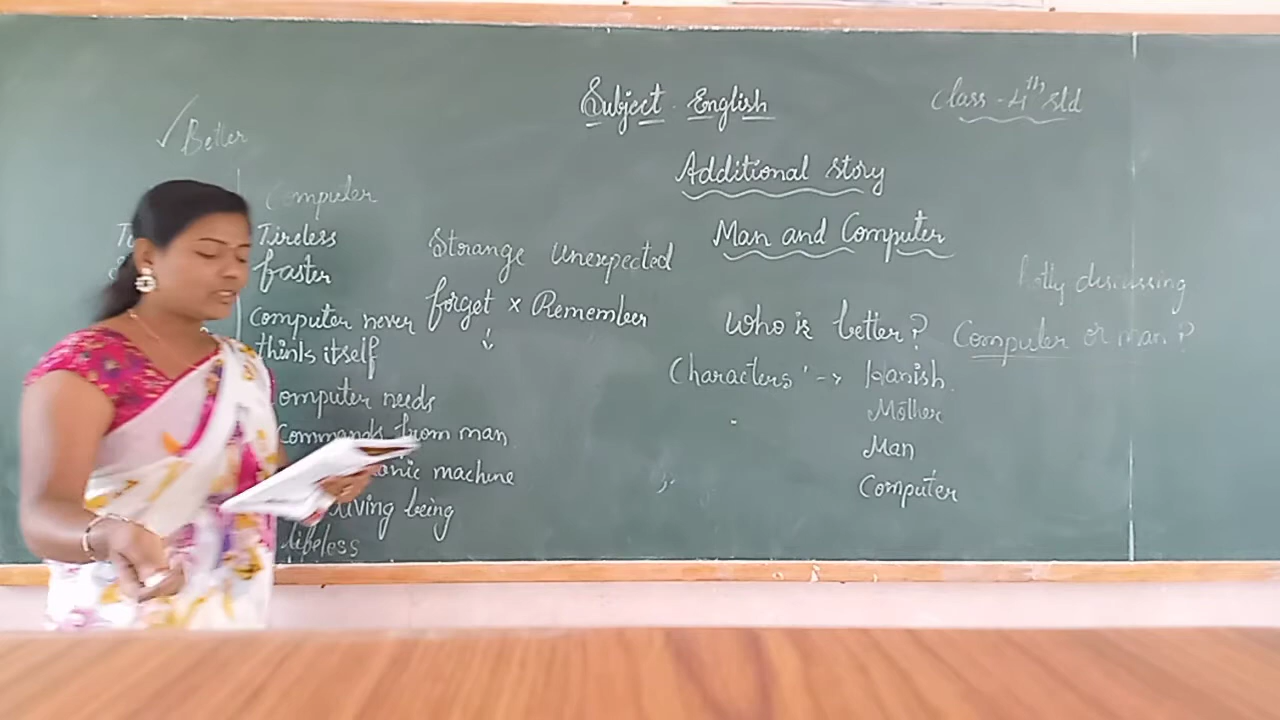 Subject - English
Class - 4th std
Better
Additional story
Computer
Man and Computer
Tireless
Strange Unexpected
faster
hotly discussing
forget × Remember
computer never
Who is better?
Computer or man?
thinks itself
Characters '-> Hanish.
Computer needs
Mother
Commands from man
Man
machine
Computer
living being
lifeless